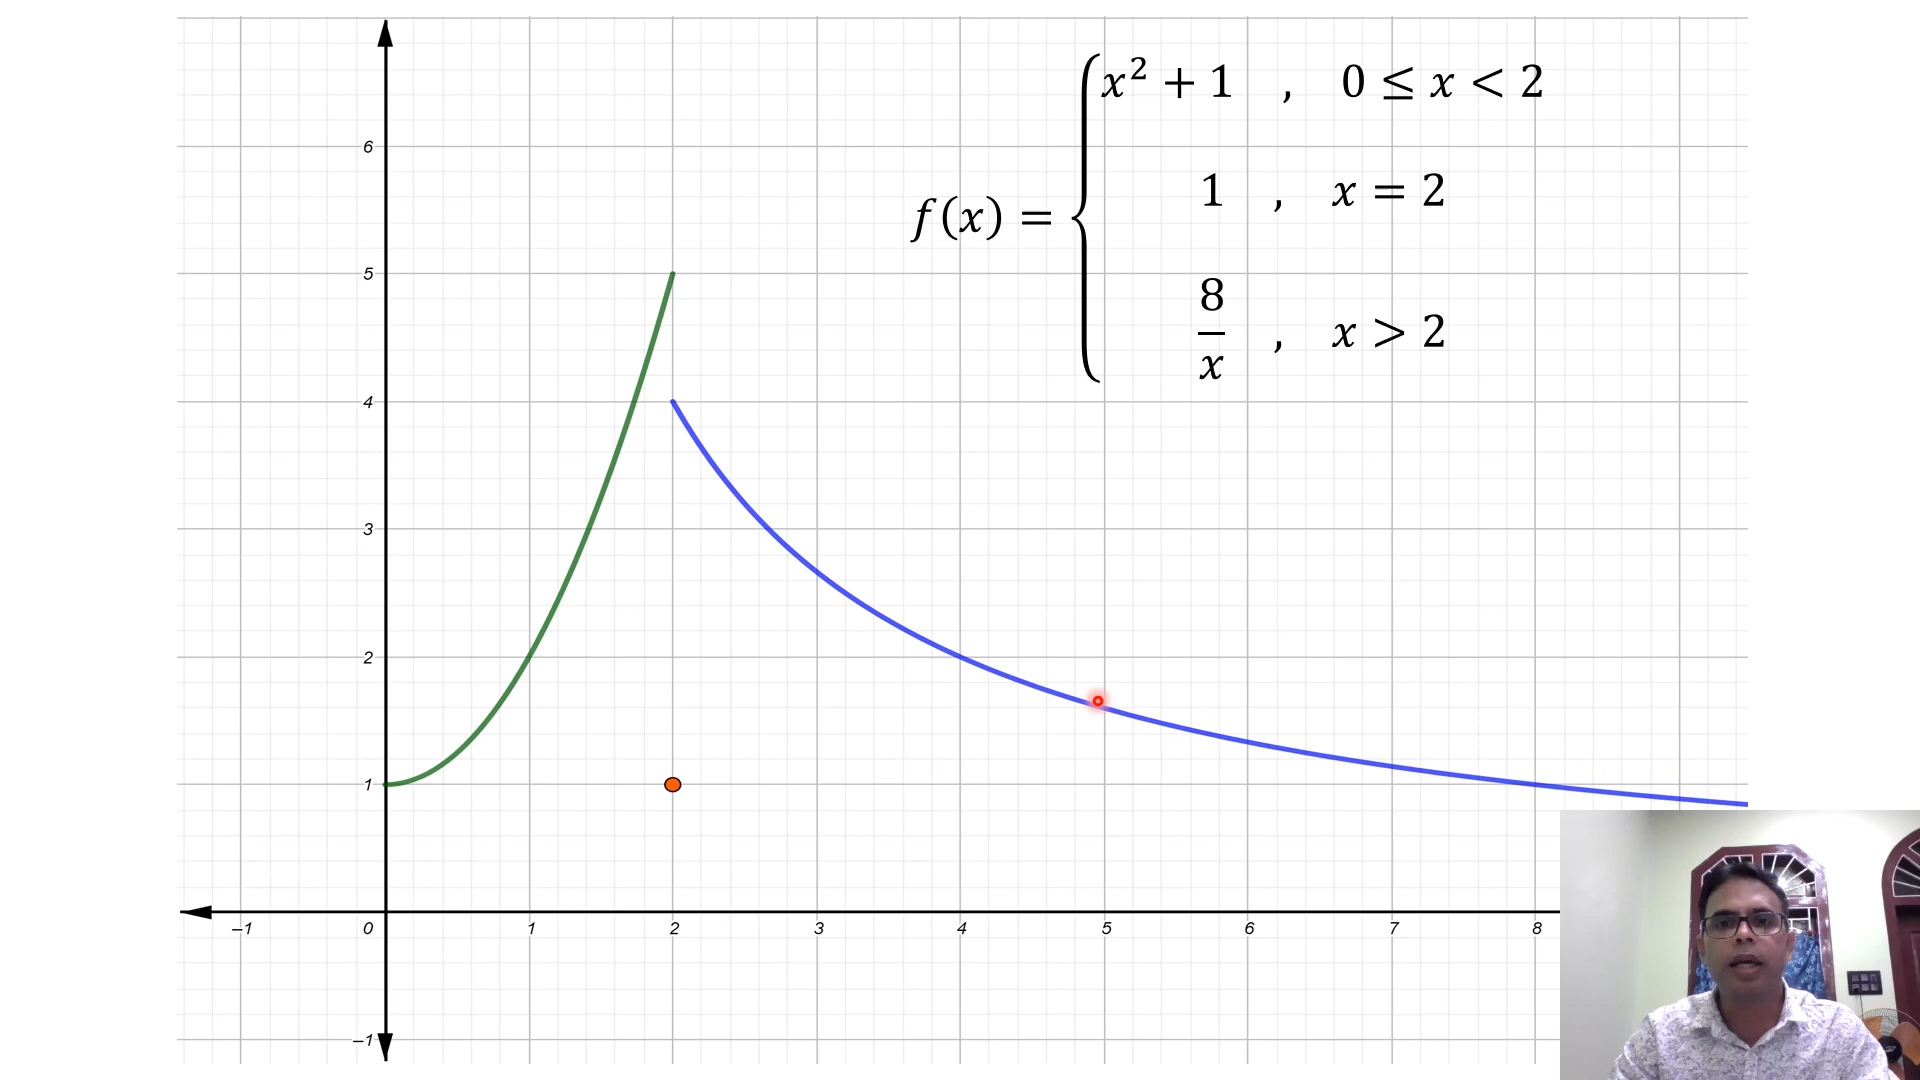 x² + 1 , 0 ≤ x < 2
1 , x = 2
f(x) =
8/x , x > 2
6
5
4
3
2
1
−1 0 1 2 3 4 5 6 7 8
−1